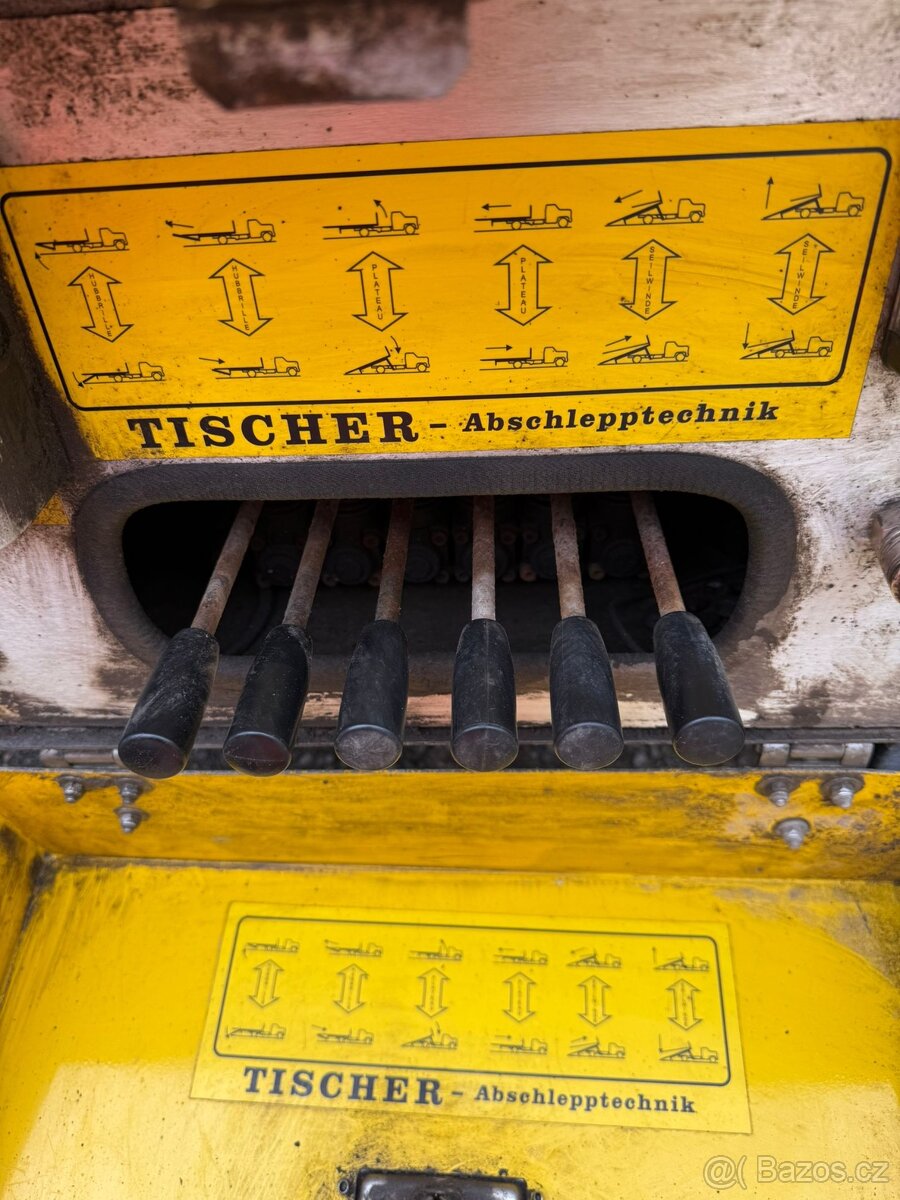 HUBBRILLE HUBBRILLE PLATEAU PLATEAU SEILWINDE SEILWINDE
TISCHER - Abschlepptechnik
TISCHER - Abschlepptechnik
@( Bazos.cz